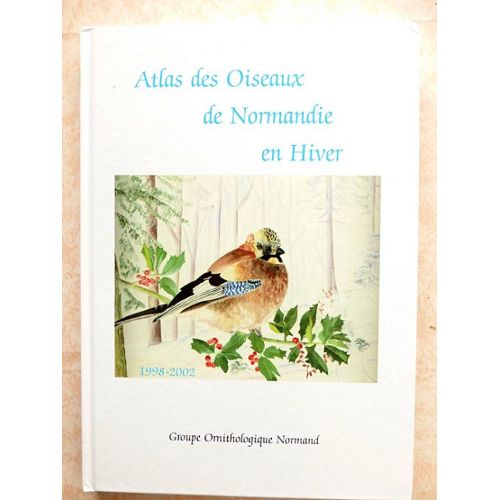 Atlas des Oiseaux
de Normandie
en Hiver
1998-2002
Groupe Ornithologique Normand